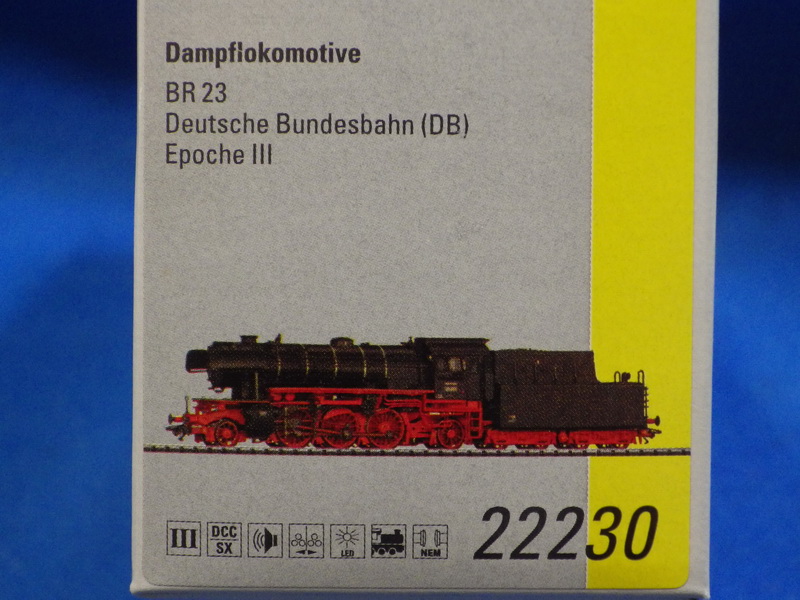 Dampflokomotive
BR 23
Deutsche Bundesbahn (DB)
Epoche III
III DCC SX LED NEM
22230